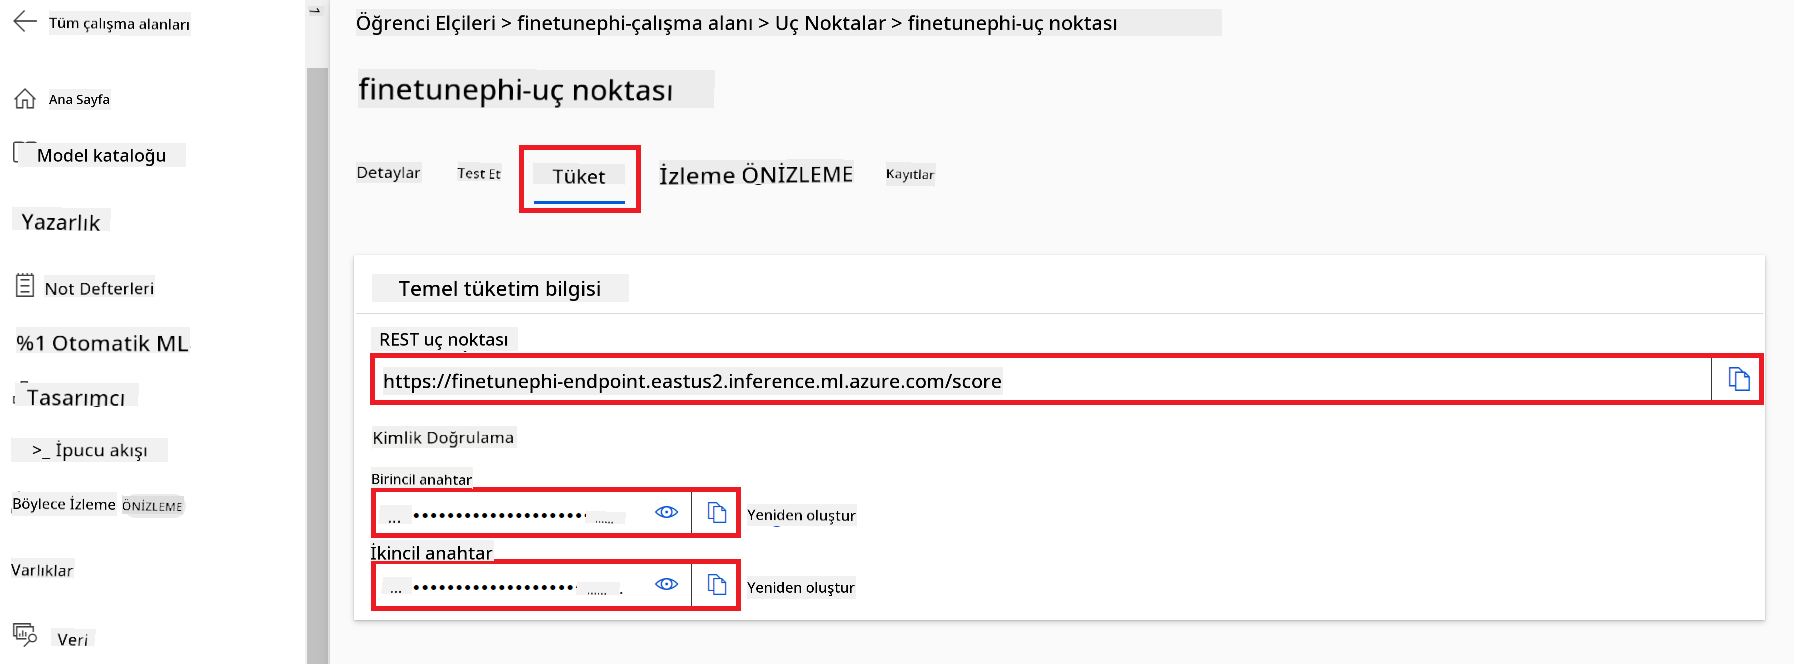 Tüm çalışma alanları
Ana Sayfa
Model kataloğu
Yazarlık
Not Defterleri
%1 Otomatik ML
Tasarımcı
>_ İpucu akışı
Böylece İzleme ÖNİZLEME
Varlıklar
Veri
Öğrenci Elçileri > finetunephi-çalışma alanı > Uç Noktalar > finetunephi-uç noktası
finetunephi-uç noktası
Detaylar Test Et Tüket İzleme ÖNİZLEME Kayıtlar
Temel tüketim bilgisi
REST uç noktası
https://finetunephi-endpoint.eastus2.inference.ml.azure.com/score
Kimlik Doğrulama
Birincil anahtar
Yeniden oluştur
İkincil anahtar
Yeniden oluştur